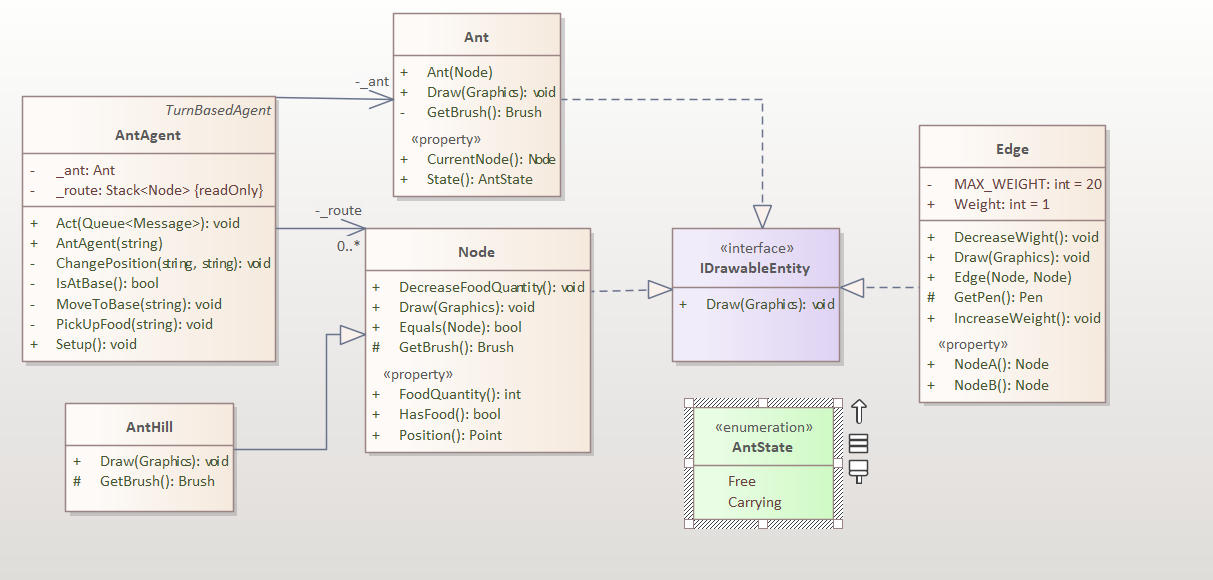 Ant
+ Ant(Node)
+ Draw(Graphics): void
- GetBrush(): Brush
«property»
+ CurrentNode(): Node
+ State(): AntState
-_ant
TurnBasedAgent
AntAgent
- _ant: Ant
- _route: Stack<Node> {readOnly}
+ Act(Queue<Message>): void
+ AntAgent(string)
- ChangePosition(string, string): void
- IsAtBase(): bool
- MoveToBase(string): void
- PickUpFood(string): void
+ Setup(): void
-_route
0..*
Node
+ DecreaseFoodQuantity(): void
+ Draw(Graphics): void
+ Equals(Node): bool
# GetBrush(): Brush
«property»
+ FoodQuantity(): int
+ HasFood(): bool
+ Position(): Point
«interface»
IDrawableEntity
+ Draw(Graphics): void
Edge
- MAX_WEIGHT: int = 20
+ Weight: int = 1
+ DecreaseWight(): void
+ Draw(Graphics): void
+ Edge(Node, Node)
# GetPen(): Pen
+ IncreaseWeight(): void
«property»
+ NodeA(): Node
+ NodeB(): Node
AntHill
+ Draw(Graphics): void
# GetBrush(): Brush
«enumeration»
AntState
Free
Carrying